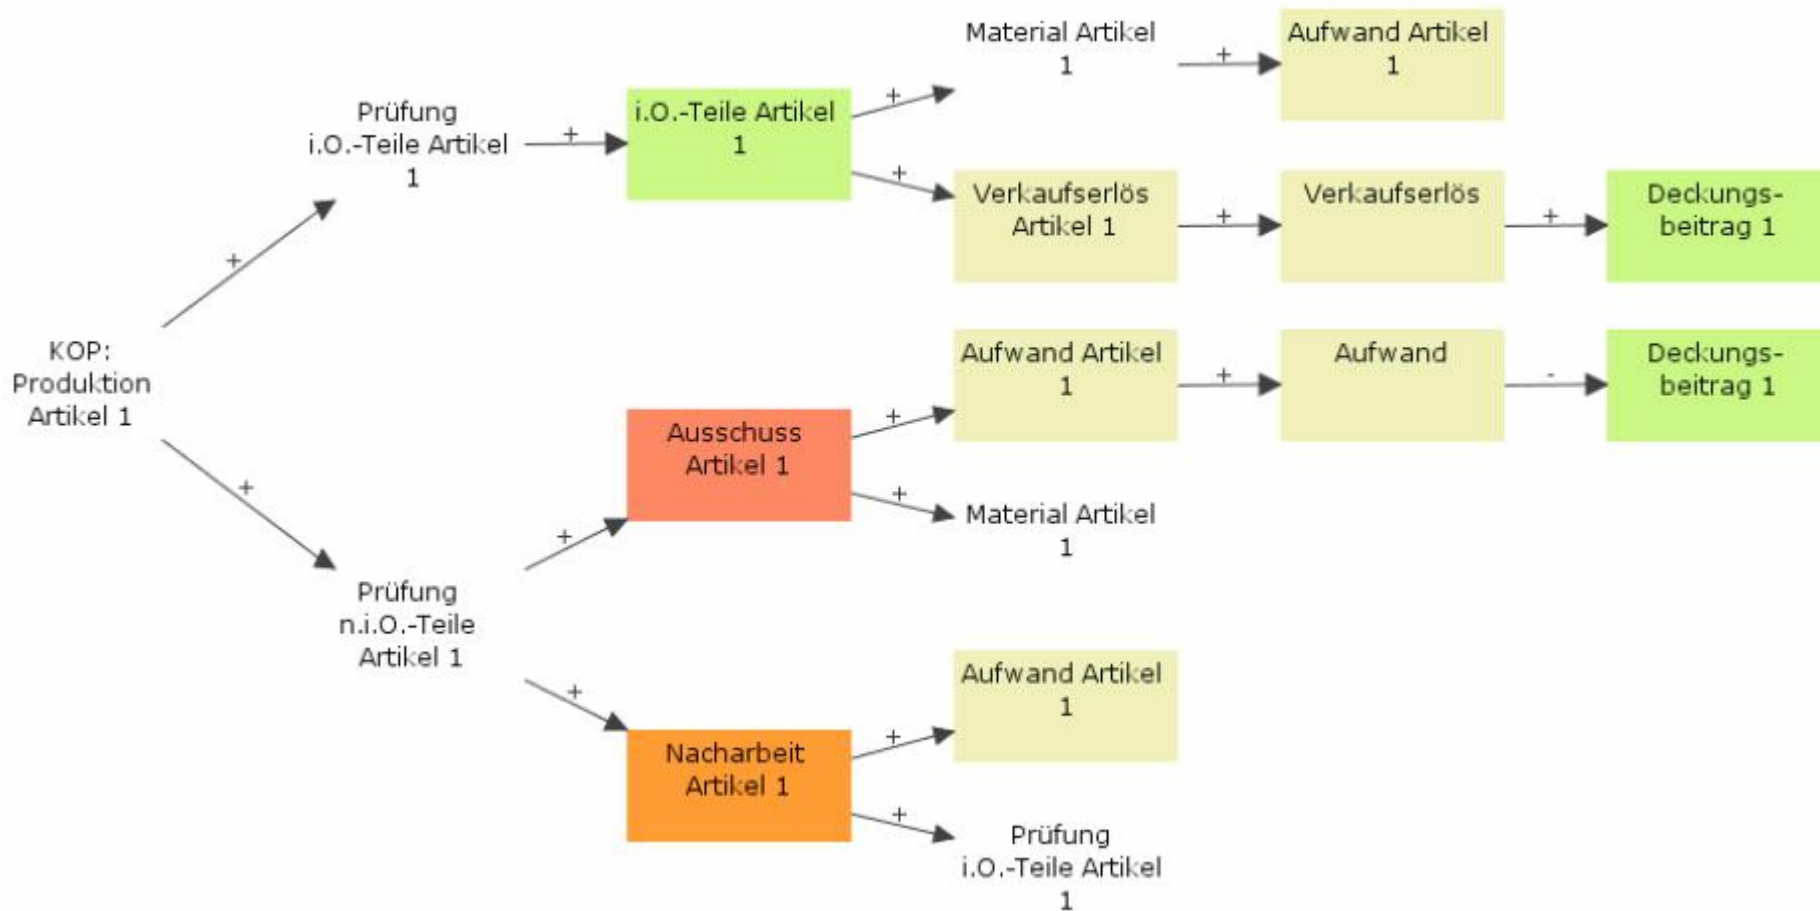 KOP:
Produktion
Artikel 1
+
+
Prüfung
i.O.-Teile Artikel
1
+
Prüfung
n.i.O.-Teile
Artikel 1
+
+
i.O.-Teile Artikel
1
+
+
Ausschuss
Artikel 1
+
+
Nacharbeit
Artikel 1
+
+
Material Artikel
1
+
Aufwand Artikel
1
Verkaufserlös
Artikel 1
+
Verkaufserlös
+
Deckungs-
beitrag 1
Aufwand Artikel
1
+
Aufwand
-
Deckungs-
beitrag 1
Material Artikel
1
Aufwand Artikel
1
Prüfung
i.O.-Teile Artikel
1